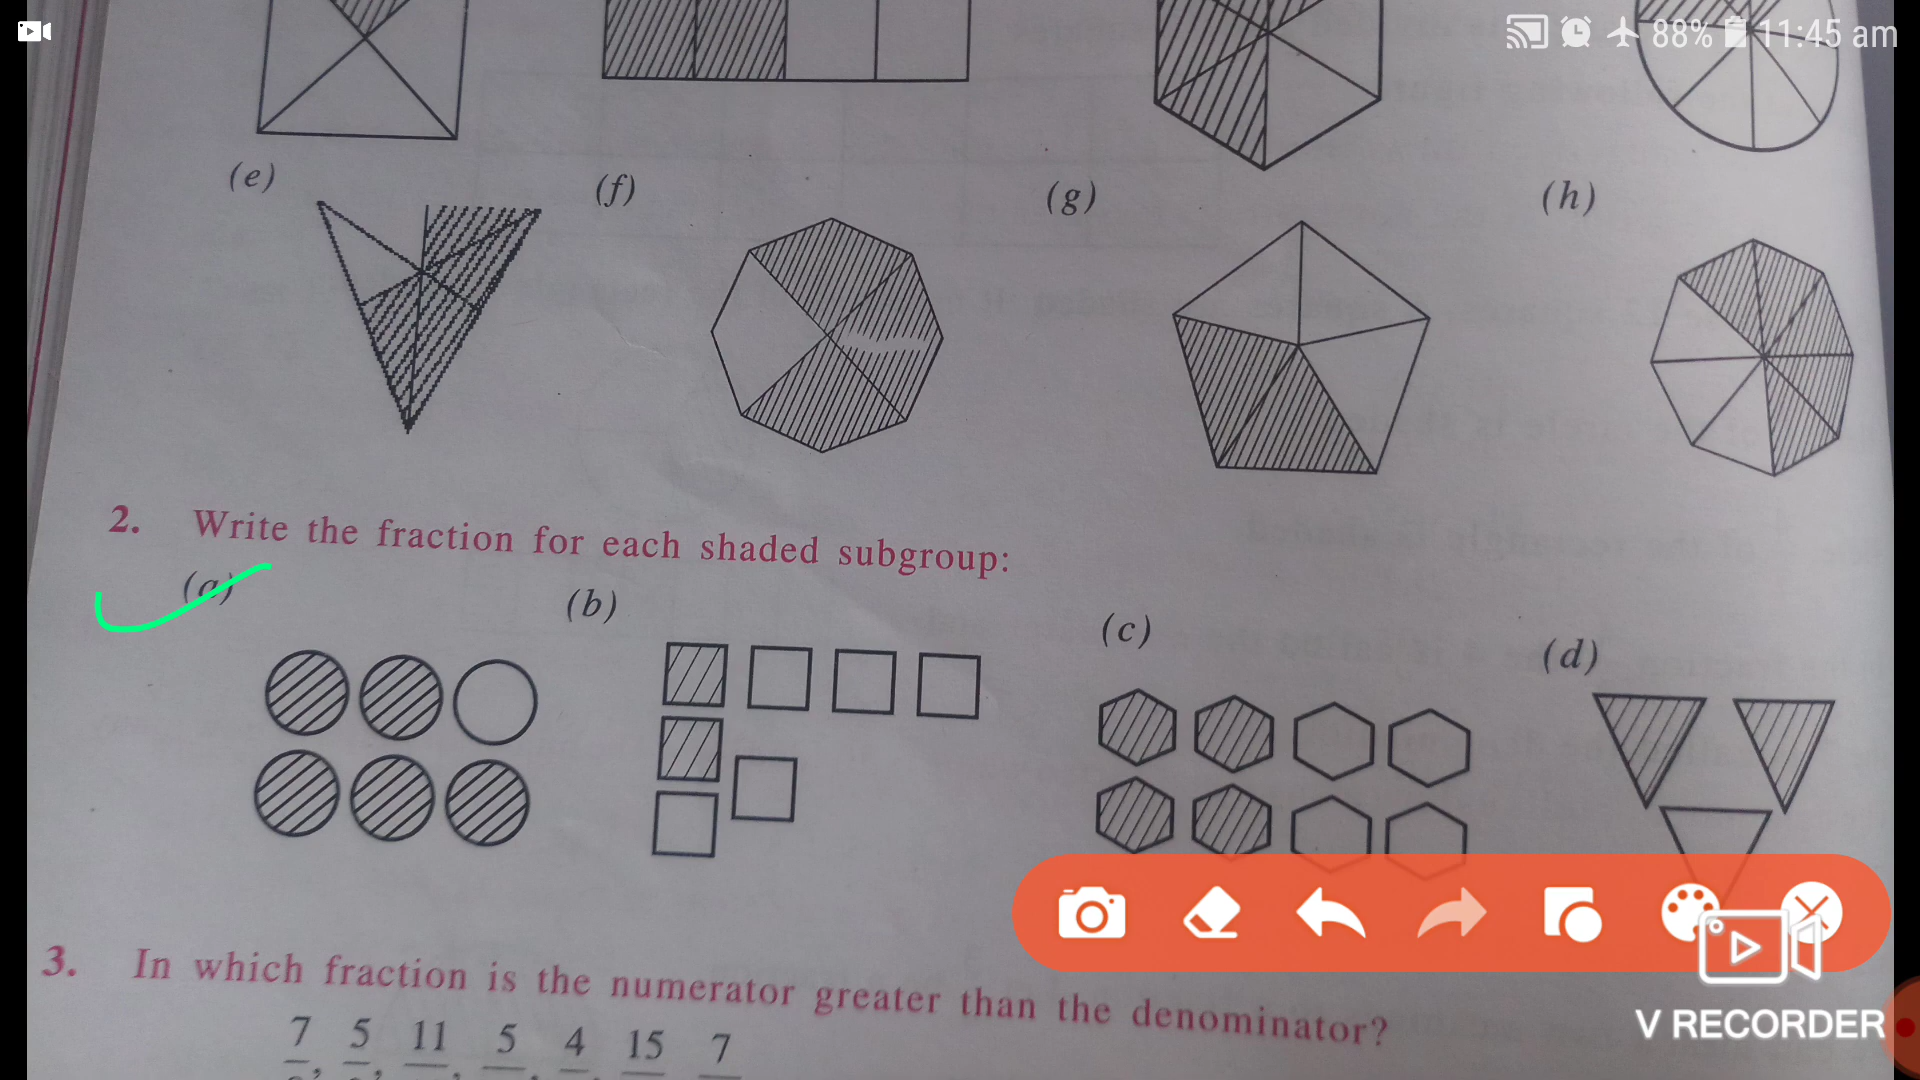 88% 11:45 am
(e) (f) (g) (h)
2. Write the fraction for each shaded subgroup:
(a) (b) (c) (d)
3. In which fraction is the numerator greater than the denominator?
7, 5, 11, 5, 4, 15 7
V RECORDER